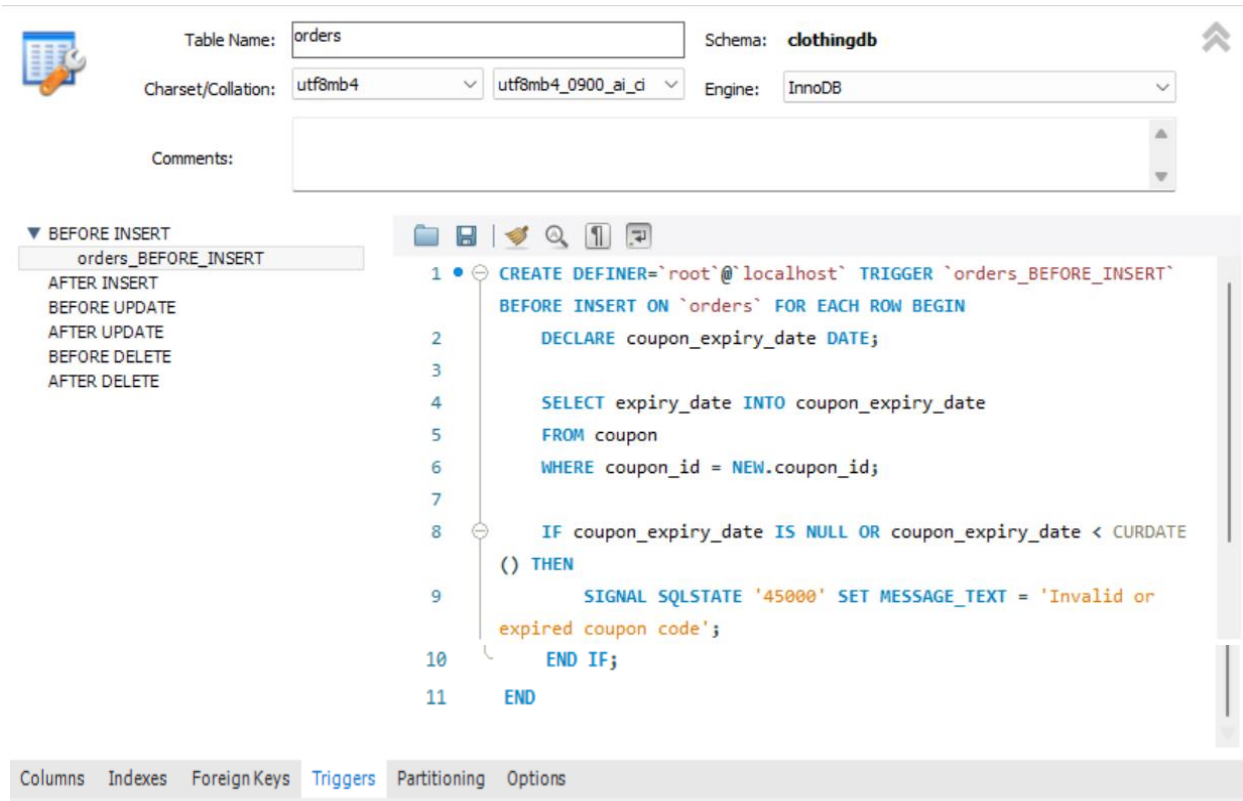 Table Name: orders Schema: clothingdb
Charset/Collation: utf8mb4 utf8mb4_0900_ai_ci Engine: InnoDB
Comments:
BEFORE INSERT
orders_BEFORE_INSERT
AFTER INSERT
BEFORE UPDATE
AFTER UPDATE
BEFORE DELETE
AFTER DELETE
1 CREATE DEFINER=`root`@`localhost` TRIGGER `orders_BEFORE_INSERT`
BEFORE INSERT ON `orders` FOR EACH ROW BEGIN
2 DECLARE coupon_expiry_date DATE;
3
4 SELECT expiry_date INTO coupon_expiry_date
5 FROM coupon
6 WHERE coupon_id = NEW.coupon_id;
7
8 IF coupon_expiry_date IS NULL OR coupon_expiry_date < CURDATE
() THEN
9 SIGNAL SQLSTATE '45000' SET MESSAGE_TEXT = 'Invalid or
expired coupon code';
10 END IF;
11 END
Columns Indexes Foreign Keys Triggers Partitioning Options